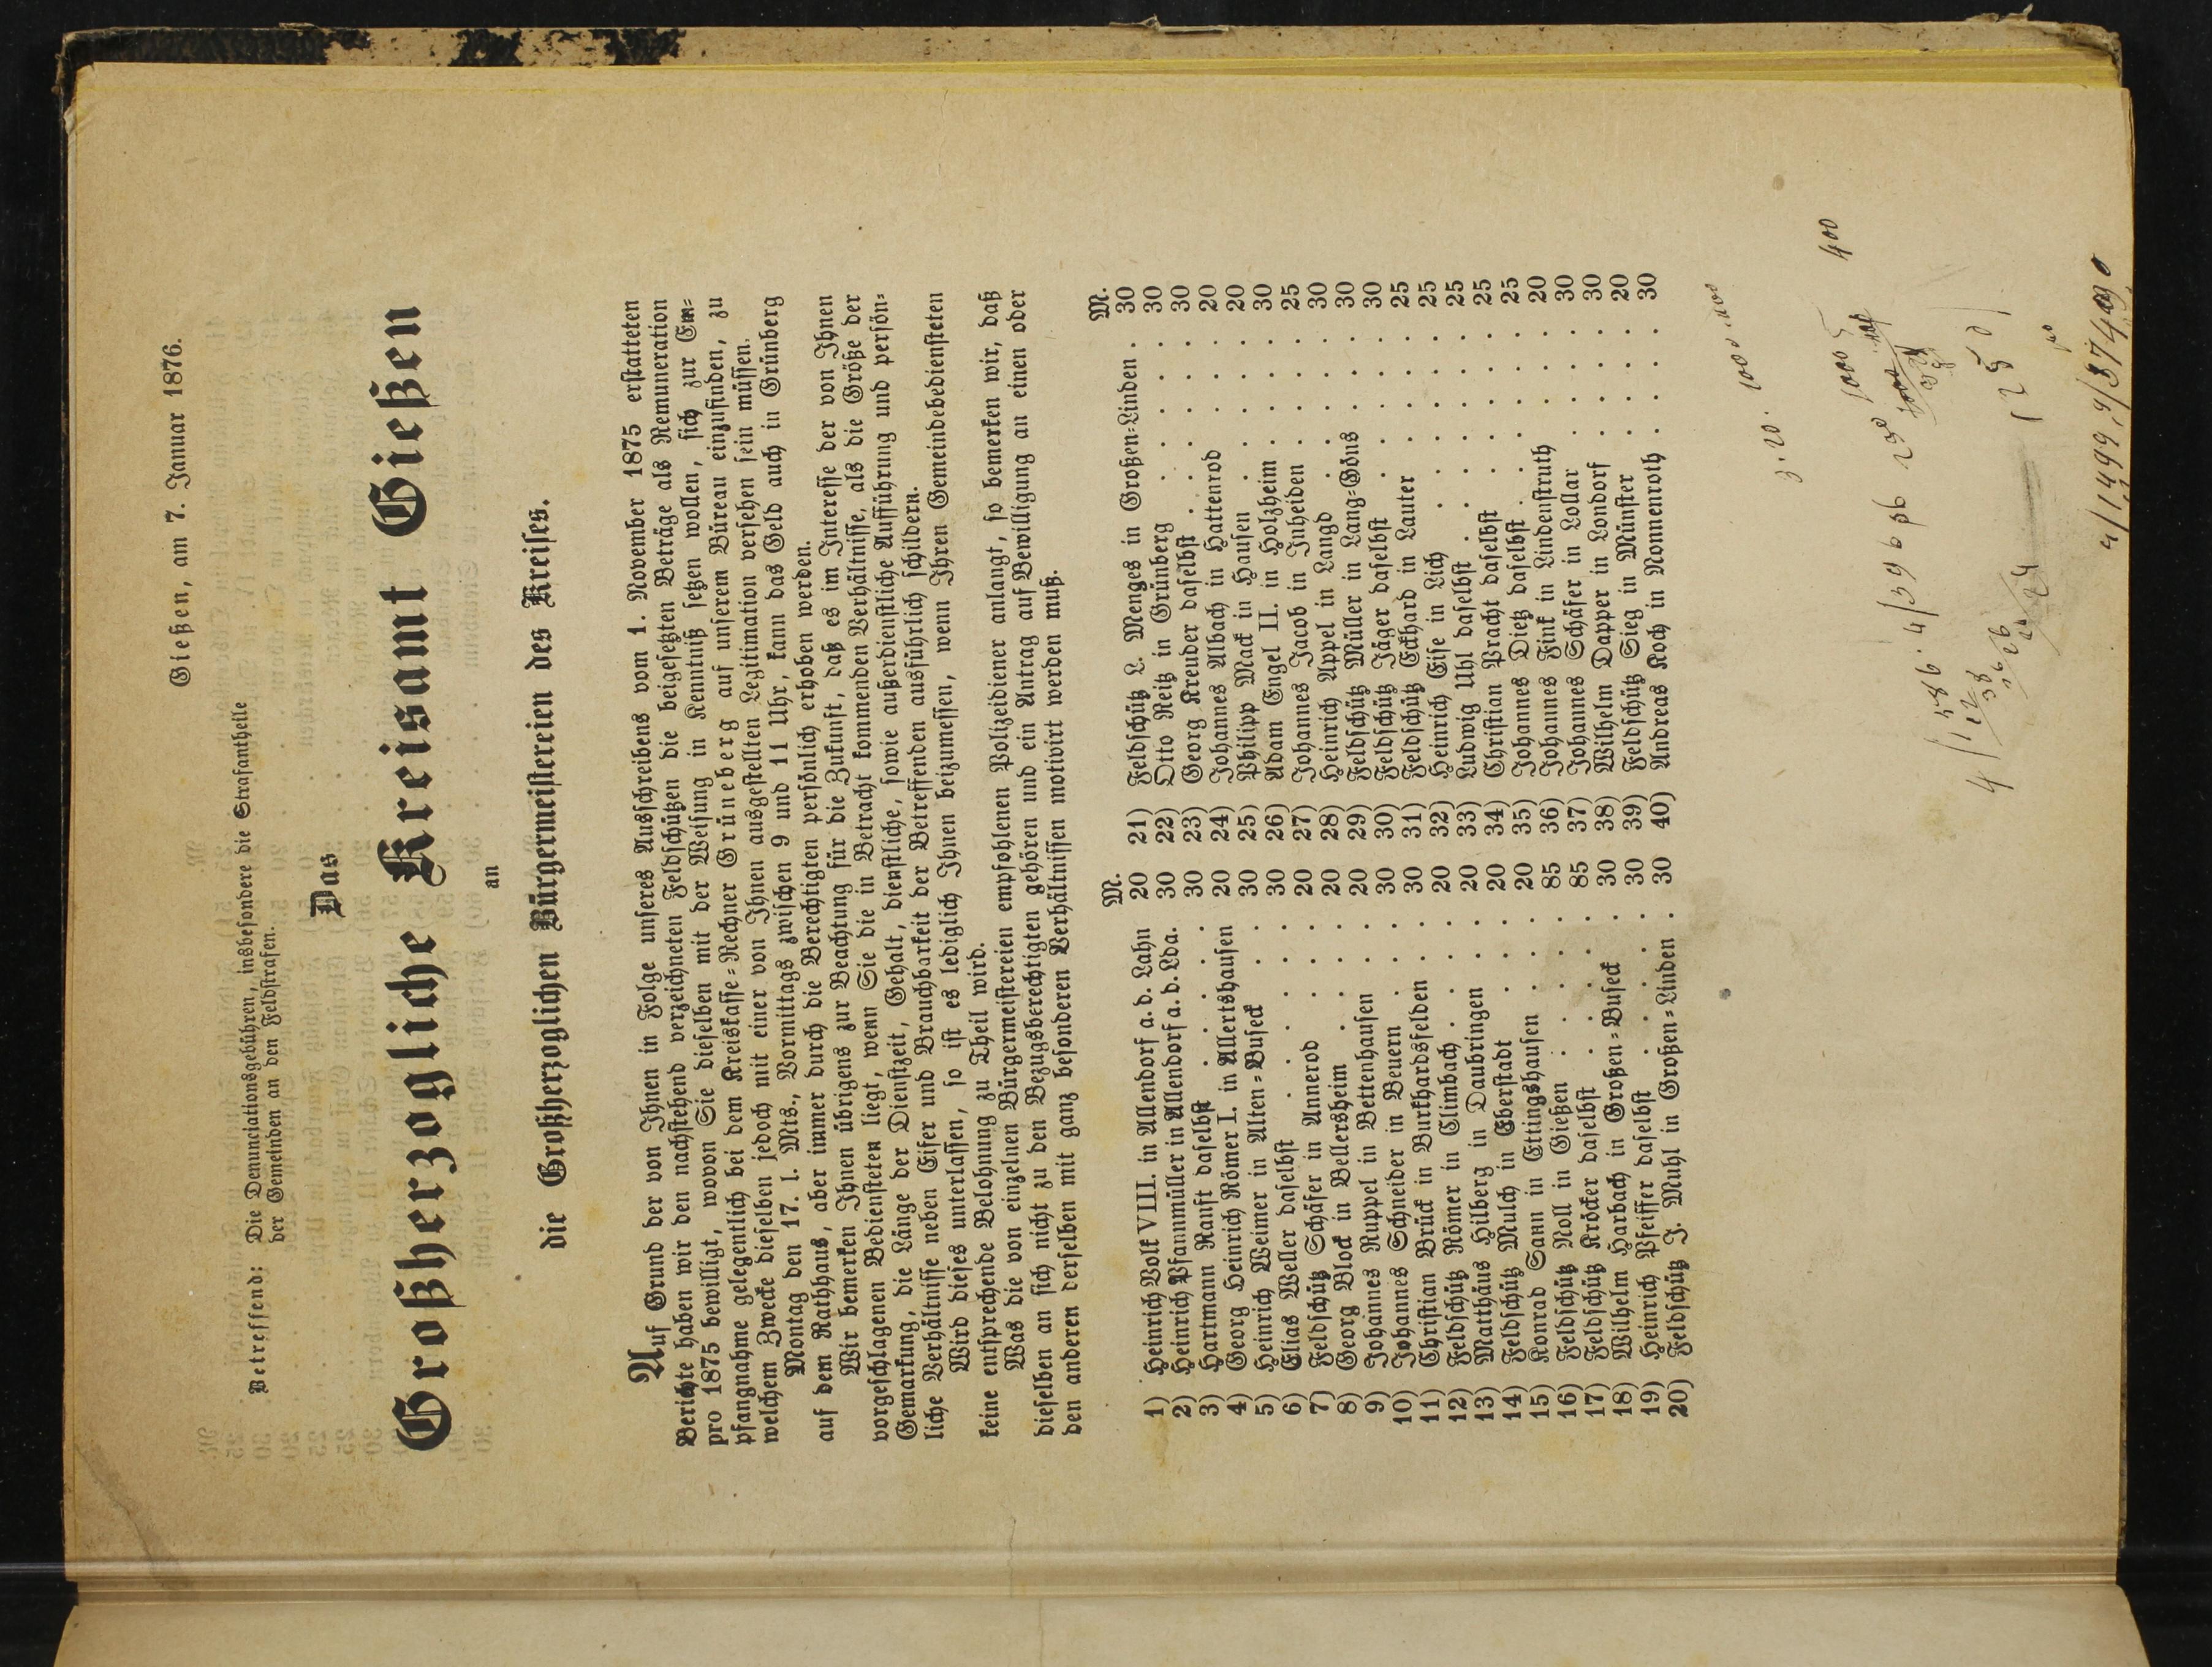 Gießen, am 7. Januar 1876.
Betreffend: Die Denunciationsgebühren, insbesondere die Strafantheile
der Gemeinden an den Feldstrafen.
Das
Großherzogliche Kreisamt Gießen
an
die Großherzoglichen Bürgermeistereien des Kreises.
Auf Grund der von Ihnen in Folge unseres Ausschreibens vom 1. November 1875 erstatteten
Berichte haben wir den nachstehend verzeichneten Feldschützen die beigesetzten Beträge als Remuneration
pro 1875 bewilligt, wovon Sie dieselben mit der Weisung in Kenntniß setzen wollen, sich zur Em=
pfangnahme gelegentlich bei dem Kreiskasse=Rechner Grüneberg auf unserem Büreau einzufinden, zu
welchem Zwecke dieselben jedoch mit einer von Ihnen ausgestellten Legitimation versehen sein müssen.
Montag den 17. l. Mts., Vormittags zwischen 9 und 11 Uhr, kann das Geld auch in Grünberg
auf dem Rathhaus, aber immer durch die Berechtigten persönlich erhoben werden.
Wir bemerken Ihnen übrigens zur Beachtung für die Zukunft, daß es im Interesse der von Ihnen
vorgeschlagenen Bediensteten liegt, wenn Sie die in Betracht kommenden Verhältnisse, als die Größe der
Gemarkung, die Länge der Dienstzeit, Gehalt, dienstliche, sowie außerdienstliche Aufführung und persön=
liche Verhältnisse neben Eifer und Brauchbarkeit der Betreffenden ausführlich schildern.
Wird dieses unterlassen, so ist es lediglich Ihnen beizumessen, wenn Ihren Gemeindebediensteten
keine entsprechende Belohnung zu Theil wird.
Was die von einzelnen Bürgermeistereien empfohlenen Polizeidiener anlangt, so bemerken wir, daß
dieselben an sich nicht zu den Bezugsberechtigten gehören und ein Antrag auf Bewilligung an einen oder
den anderen derselben mit ganz besonderen Verhältnissen motivirt werden muß.
M.
1) Heinrich Volk VIII. in Allendorf a. d. Lahn 20
2) Heinrich Pfannmüller in Allendorf a. d. Lda. 30
3) Hartmann Ranft daselbst . . . . 30
4) Georg Heinrich Römer I. in Allertshausen 20
5) Heinrich Weimer in Alten=Buseck . . 30
6) Elias Weller daselbst . . . . 30
7) Feldschütz Schäfer in Annerod . . . 20
8) Georg Block in Bellersheim . . . 20
9) Johannes Ruppel in Bettenhausen . . 20
10) Johannes Schneider in Beuern . . . 30
11) Christian Brück in Burkhardsfelden . . 30
12) Feldschütz Römer in Climbach . . . 20
13) Matthäus Hilberg in Daubringen . . 20
14) Feldschütz Mulch in Eberstadt . . . 20
15) Konrad Sann in Ettingshausen . . 20
16) Feldschütz Noll in Gießen . . . 85
17) Feldschütz Kröcker daselbst . . . 85
18) Wilhelm Harbach in Großen=Buseck . 30
19) Heinrich Pfeiffer daselbst . . . 30
20) Feldschütz J. Muhl in Großen=Linden . 30
M.
21) Feldschütz L. Menges in Großen=Linden . 30
22) Otto Reitz in Grünberg . . . . 30
23) Georg Kreuder daselbst . . . . 30
24) Johannes Albach in Hattenrod . . . 20
25) Philipp Mack in Hausen . . . . 20
26) Adam Engel II. in Holzheim . . . 30
27) Johannes Jacob in Inheiden . . . 25
28) Heinrich Appel in Langd . . . . 30
29) Feldschütz Müller in Lang=Göns . . 30
30) Feldschütz Jäger daselbst . . . . 30
31) Feldschütz Eckhard in Lauter . . . 25
32) Heinrich Eise in Lich . . . . 25
33) Ludwig Uhl daselbst . . . . . 25
34) Christian Pracht daselbst . . . . 25
35) Johannes Dietz daselbst . . . . 25
36) Johannes Fink in Lindenstruth . . . 20
37) Johannes Schäfer in Lollar . . . 30
38) Wilhelm Dapper in Londorf . . . 30
39) Feldschütz Sieg in Münster . . . 20
40) Andreas Koch in Nonnenroth . . . 30
3. 20. 1000
400
1250